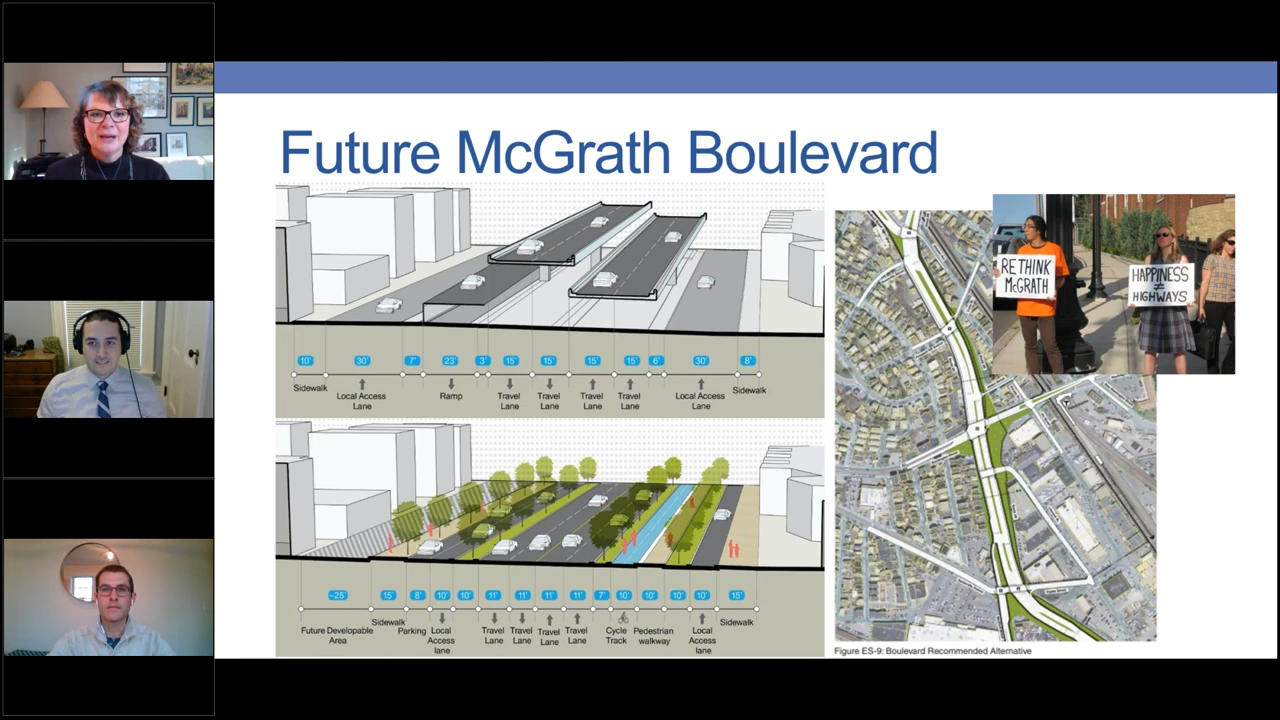 Future McGrath Boulevard
10' 30' 7' 23' 3' 15' 15' 15' 15' 6' 30' 8'
Sidewalk
Local Access
Lane
Ramp
Travel
Lane
Travel
Lane
Travel
Lane
Travel
Lane
Local Access
Lane
Sidewalk
~25' 15' 8' 10' 10' 11' 11' 11' 11' 7' 10' 10' 10' 10' 15'
Future Developable
Area
Sidewalk
Parking
Local
Access
lane
Travel
Lane
Travel
Lane
Travel
Lane
Travel
Lane
Cycle
Track
Pedestrian
walkway
Local
Access
lane
Sidewalk
RETHINK
McGRATH
HAPPINESS
≠
HIGHWAYS
T
Figure ES-9: Boulevard Recommended Alternative